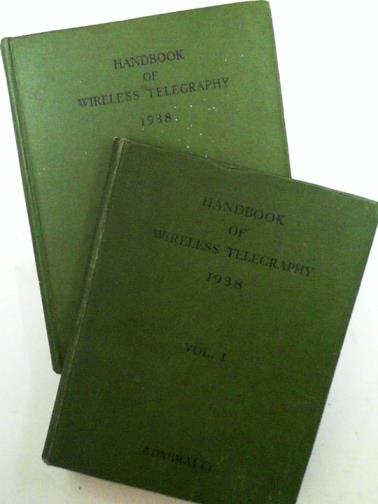 HANDBOOK
OF
WIRELESS TELEGRAPHY
1938
HANDBOOK
OF
WIRELESS TELEGRAPHY
1938
VOL. I
ADMIRALTY